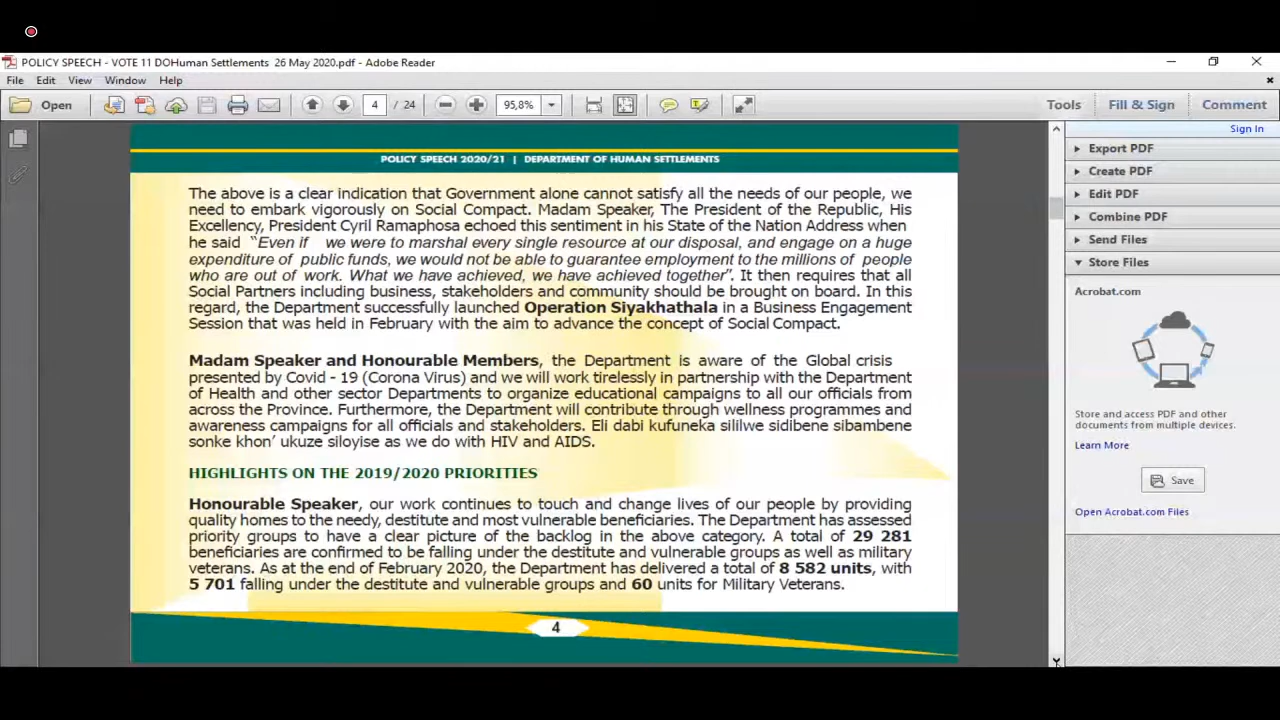 POLICY SPEECH - VOTE 11 DOHuman Settlements 26 May 2020.pdf - Adobe Reader
File Edit View Window Help
Open 4 / 24 95,8% Tools Fill & Sign Comment
Sign In
POLICY SPEECH 2020/21 | DEPARTMENT OF HUMAN SETTLEMENTS
The above is a clear indication that Government alone cannot satisfy all the needs of our people, we
need to embark vigorously on Social Compact. Madam Speaker, The President of the Republic, His
Excellency, President Cyril Ramaphosa echoed this sentiment in his State of the Nation Address when
he said “Even if we were to marshal every single resource at our disposal, and engage on a huge
expenditure of public funds, we would not be able to guarantee employment to the millions of people
who are out of work. What we have achieved, we have achieved together”. It then requires that all
Social Partners including business, stakeholders and community should be brought on board. In this
regard, the Department successfully launched Operation Siyakhathala in a Business Engagement
Session that was held in February with the aim to advance the concept of Social Compact.
Madam Speaker and Honourable Members, the Department is aware of the Global crisis
presented by Covid - 19 (Corona Virus) and we will work tirelessly in partnership with the Department
of Health and other sector Departments to organize educational campaigns to all our officials from
across the Province. Furthermore, the Department will contribute through wellness programmes and
awareness campaigns for all officials and stakeholders. Eli dabi kufuneka sililwe sidibene sibambene
sonke khon’ ukuze siloyise as we do with HIV and AIDS.
HIGHLIGHTS ON THE 2019/2020 PRIORITIES
Honourable Speaker, our work continues to touch and change lives of our people by providing
quality homes to the needy, destitute and most vulnerable beneficiaries. The Department has assessed
priority groups to have a clear picture of the backlog in the above category. A total of 29 281
beneficiaries are confirmed to be falling under the destitute and vulnerable groups as well as military
veterans. As at the end of February 2020, the Department has delivered a total of 8 582 units, with
5 701 falling under the destitute and vulnerable groups and 60 units for Military Veterans.
4
Export PDF
Create PDF
Edit PDF
Combine PDF
Send Files
Store Files
Acrobat.com
Store and access PDF and other
documents from multiple devices.
Learn More
Save
Open Acrobat.com Files